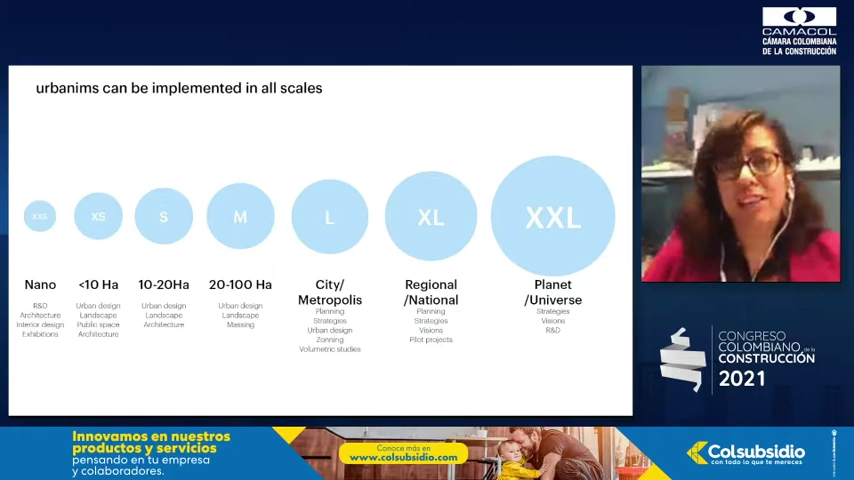 CAMACOL
CÁMARA COLOMBIANA
DE LA CONSTRUCCIÓN
urbanims can be implemented in all scales
XXS
XS
S
M
L
XL
XXL
Nano
R&D
Architecture
Interior design
Exhibitions
<10 Ha
Urban design
Landscape
Public space
Architecture
10-20Ha
Urban design
Landscape
Architecture
20-100 Ha
Urban design
Landscape
Massing
City/
Metropolis
Planning
Strategies
Urban design
Zonning
Volumetric studies
Regional
/National
Planning
Strategies
Visions
Pilot projects
Planet
/Universe
Strategies
Visions
R&D
CONGRESO
COLOMBIANO de la
CONSTRUCCIÓN
2021
Innovamos en nuestros
productos y servicios
pensando en tu empresa
y colaboradores.
Conoce más en
www.colsubsidio.com
Colsubsidio
con todo lo que te mereces